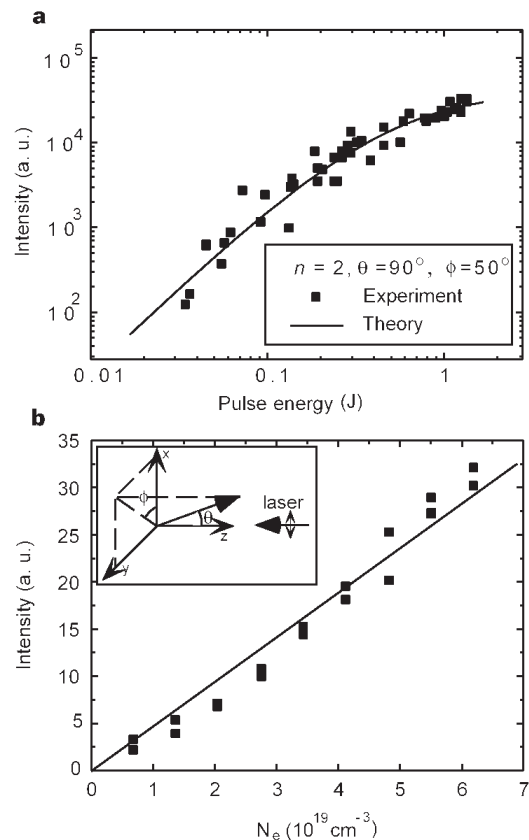 a
Intensity (a. u.)
10^5
10^4
10^3
10^2
n = 2, θ = 90°, ϕ = 50°
Experiment
Theory
0.01
0.1
1
Pulse energy (J)
b
Intensity (a. u.)
35
30
25
20
15
10
5
0
x
ϕ
θ
y
z
laser
0
1
2
3
4
5
6
7
N_e (10^19 cm^-3)